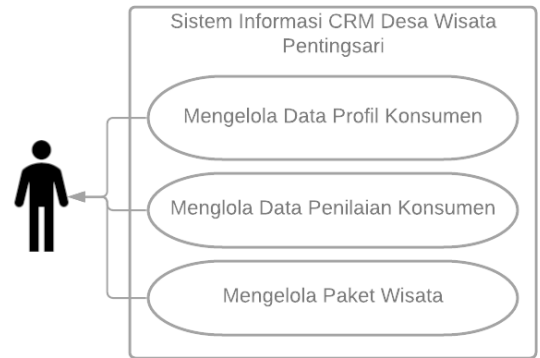 Sistem Informasi CRM Desa Wisata
Pentingsari
Mengelola Data Profil Konsumen
Menglola Data Penilaian Konsumen
Mengelola Paket Wisata